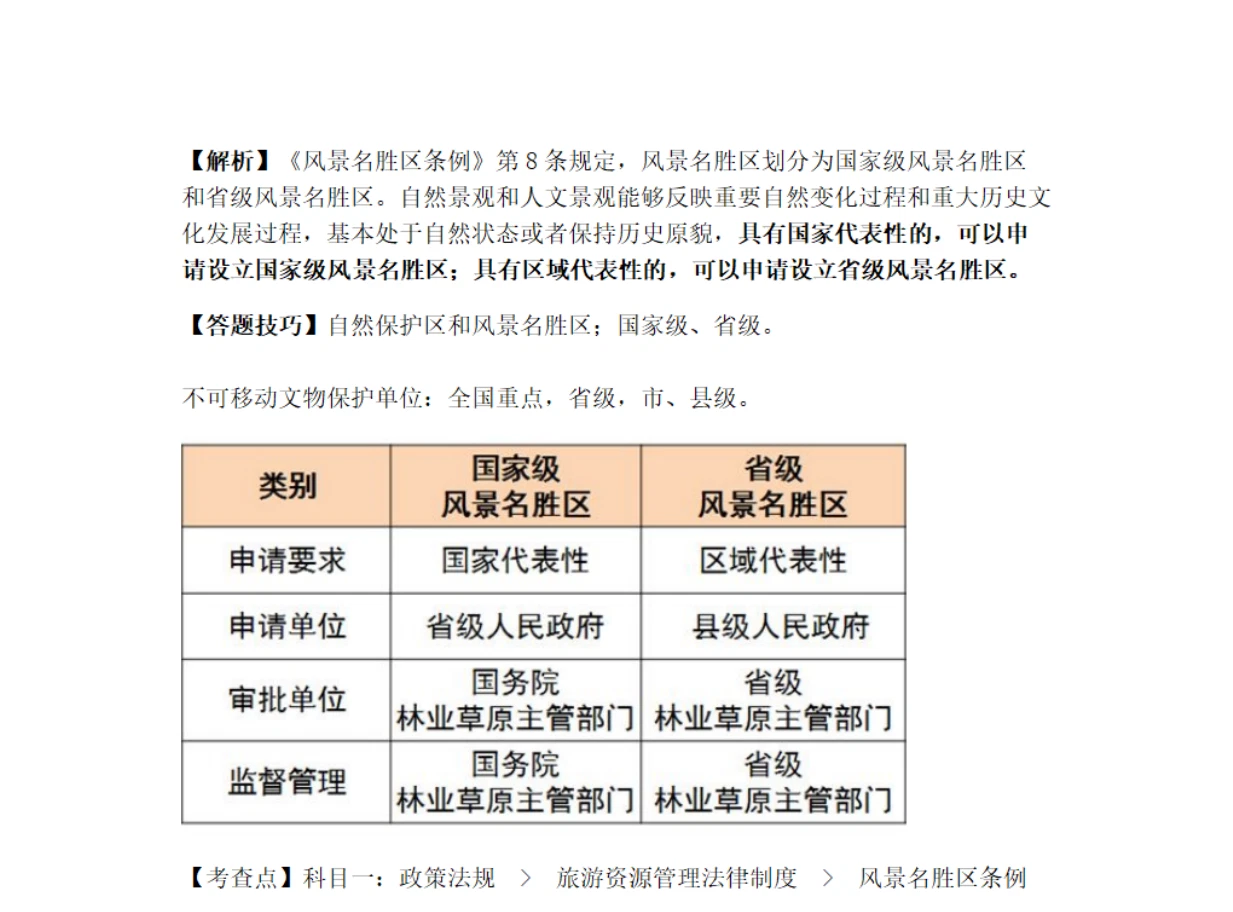 【解析】《风景名胜区条例》第 8 条规定，风景名胜区划分为国家级风景名胜区
和省级风景名胜区。自然景观和人文景观能够反映重要自然变化过程和重大历史文
化发展过程，基本处于自然状态或者保持历史原貌，具有国家代表性的，可以申
请设立国家级风景名胜区；具有区域代表性的，可以申请设立省级风景名胜区。
【答题技巧】自然保护区和风景名胜区；国家级、省级。
不可移动文物保护单位：全国重点，省级，市、县级。
类别 国家级 风景名胜区 省级 风景名胜区
申请要求 国家代表性 区域代表性
申请单位 省级人民政府 县级人民政府
审批单位 国务院 林业草原主管部门 省级 林业草原主管部门
监督管理 国务院 林业草原主管部门 省级 林业草原主管部门
【考查点】科目一：政策法规 > 旅游资源管理法律制度 > 风景名胜区条例